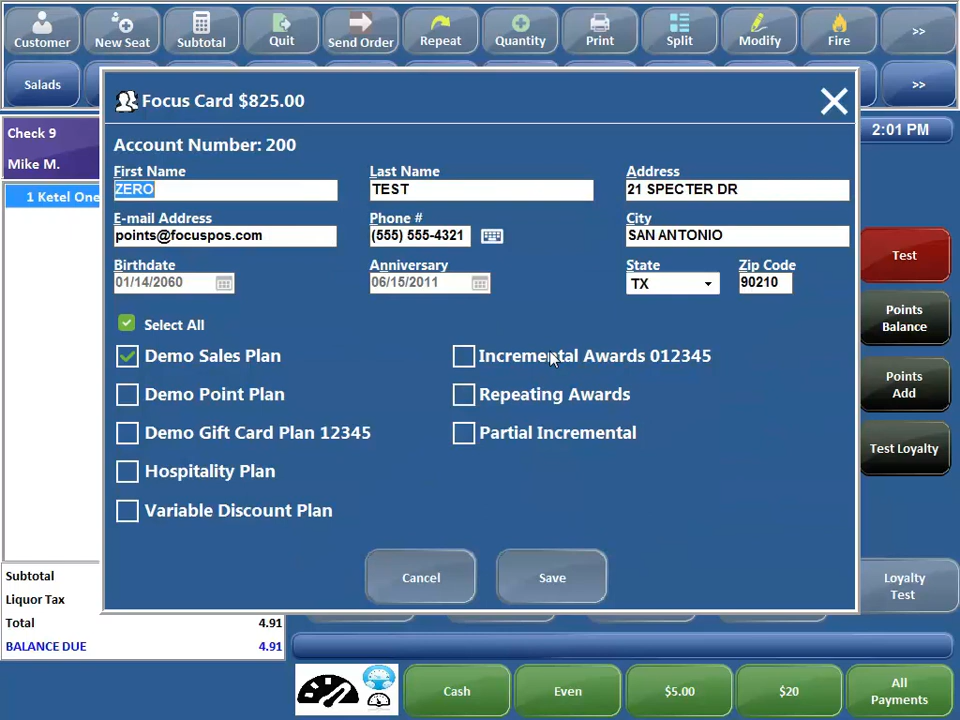 Customer
New Seat
Subtotal
Quit
Send Order
Repeat
Quantity
Print
Split
Modify
Fire
>>
Salads
>>
Check 9
Mike M.
2:01 PM
1 Ketel One
Focus Card $825.00
Account Number: 200
First Name
Last Name
Address
ZERO
TEST
21 SPECTER DR
E-mail Address
Phone #
City
points@focuspos.com
(555) 555-4321
SAN ANTONIO
Birthdate
Anniversary
State
Zip Code
01/14/2060
06/15/2011
TX
90210
Select All
Demo Sales Plan
Incremental Awards 012345
Demo Point Plan
Repeating Awards
Demo Gift Card Plan 12345
Partial Incremental
Hospitality Plan
Variable Discount Plan
Cancel
Save
Test
Points
Balance
Points
Add
Test Loyalty
Loyalty
Test
Subtotal
Liquor Tax
Total 4.91
BALANCE DUE 4.91
Cash
Even
$5.00
$20
All
Payments